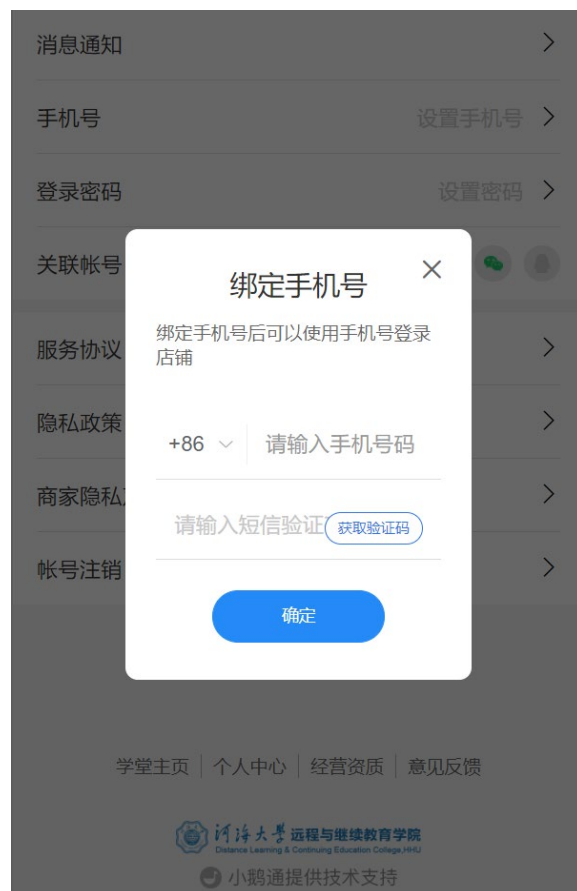 消息通知
手机号 设置手机号
登录密码 设置密码
关联帐号
绑定手机号
绑定手机号后可以使用手机号登录
店铺
服务协议
隐私政策
+86 请输入手机号码
商家隐私
请输入短信验证 获取验证码
帐号注销
确定
学堂主页 个人中心 经营资质 意见反馈
河海大学 远程与继续教育学院
Distance Learning & Continuing Education College,HHU
小鹅通提供技术支持